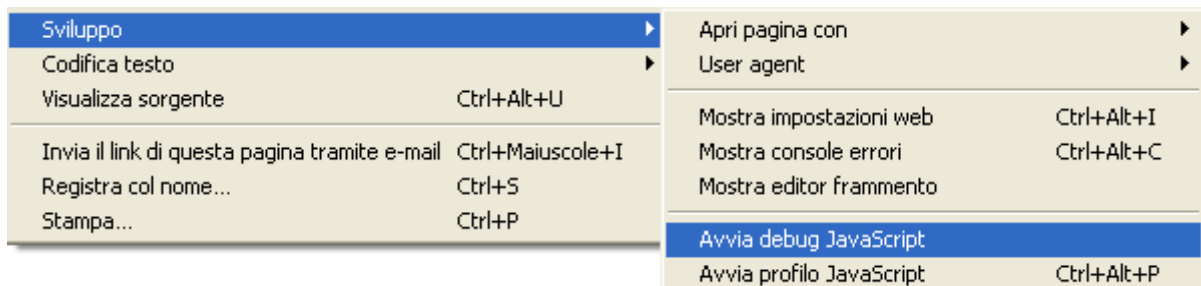 Sviluppo
Codifica testo
Visualizza sorgente Ctrl+Alt+U
Invia il link di questa pagina tramite e-mail Ctrl+Maiuscole+I
Registra col nome... Ctrl+S
Stampa... Ctrl+P
Apri pagina con
User agent
Mostra impostazioni web Ctrl+Alt+I
Mostra console errori Ctrl+Alt+C
Mostra editor frammento
Avvia debug JavaScript
Avvia profilo JavaScript Ctrl+Alt+P